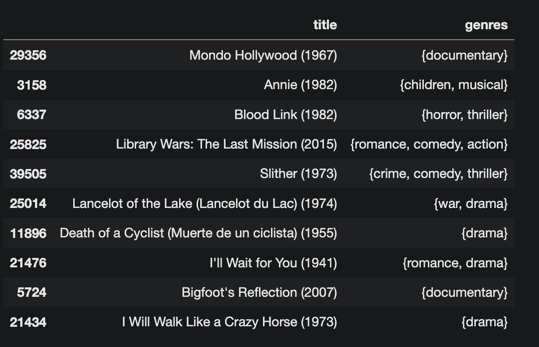 title genres
29356 Mondo Hollywood (1967) {documentary}
3158 Annie (1982) {children, musical}
6337 Blood Link (1982) {horror, thriller}
25825 Library Wars: The Last Mission (2015) {romance, comedy, action}
39505 Slither (1973) {crime, comedy, thriller}
25014 Lancelot of the Lake (Lancelot du Lac) (1974) {war, drama}
11896 Death of a Cyclist (Muerte de un ciclista) (1955) {drama}
21476 I'll Wait for You (1941) {romance, drama}
5724 Bigfoot's Reflection (2007) {documentary}
21434 I Will Walk Like a Crazy Horse (1973) {drama}